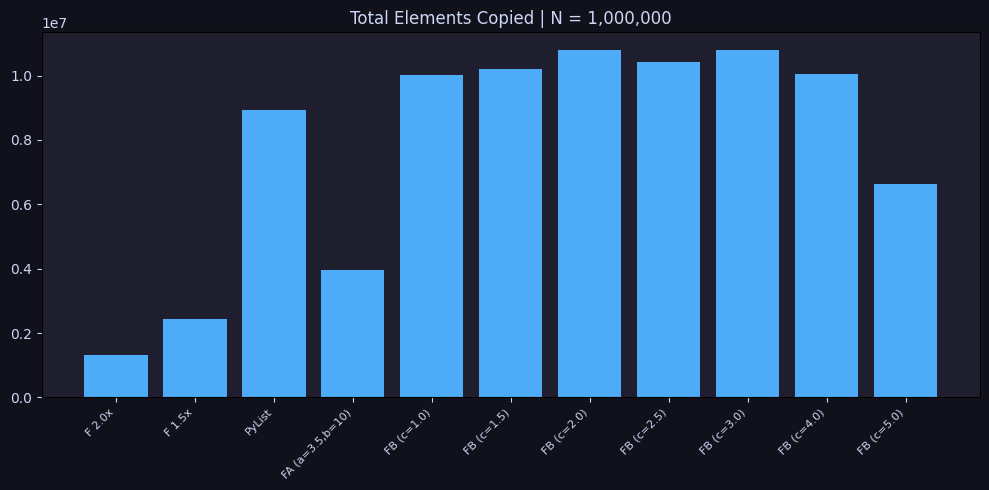 Total Elements Copied | N = 1,000,000
1e7
1.0
0.8
0.6
0.4
0.2
0.0
F 2.0x
F 1.5x
PyList
FA (a=3.5,b=10)
FB (c=1.0)
FB (c=1.5)
FB (c=2.0)
FB (c=2.5)
FB (c=3.0)
FB (c=4.0)
FB (c=5.0)